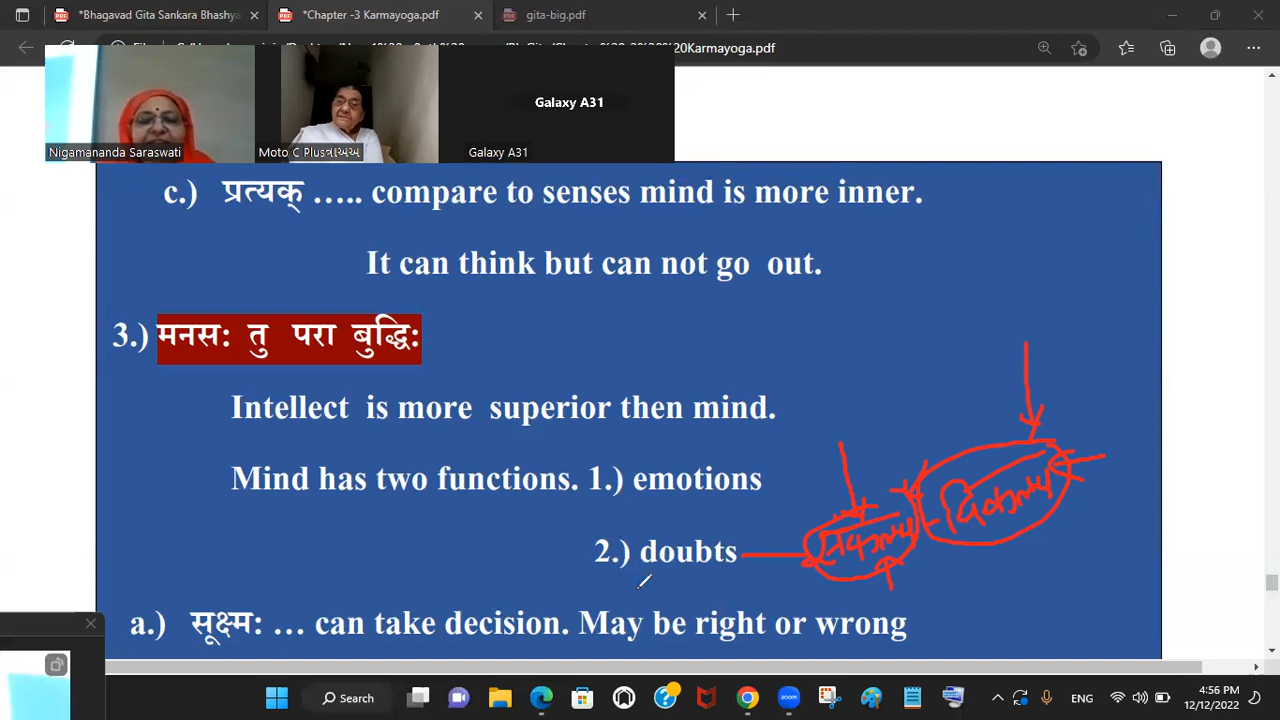 *Bhagavad Gita Sankara Bhashya
*Chapter -3 Karmayoga.pdf
gita-big.pdf
Karmayoga.pdf
Galaxy A31
Nigamananda Saraswati
Moto C Plus
Galaxy A31
c.) प्रत्यक् ….. compare to senses mind is more inner.
It can think but can not go out.
3.) मनस: तु परा बुद्धि:
Intellect is more superior then mind.
Mind has two functions. 1.) emotions
विकल्प
2.) doubts
संकल्प
a.) सूक्ष्म: … can take decision. May be right or wrong
Search
ENG
4:56 PM
12/12/2022